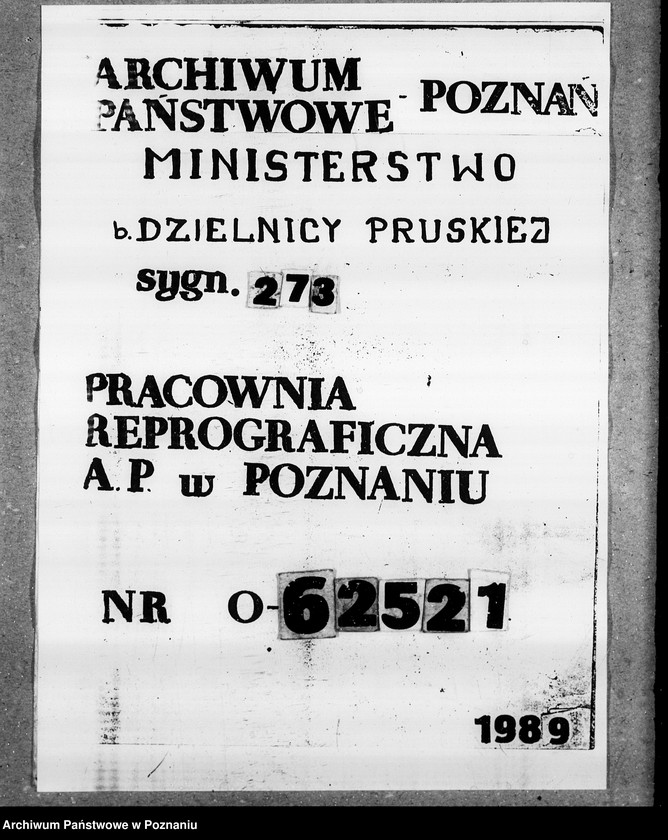 ARCHIWUM
PAŃSTWOWE - POZNAŃ
MINISTERSTWO
b. DZIELNICY PRUSKIEJ
sygn. 273
PRACOWNIA
REPROGRAFICZNA
A.P. w POZNANIU
NR O-62521
1989
Archiwum Państwowe w Poznaniu